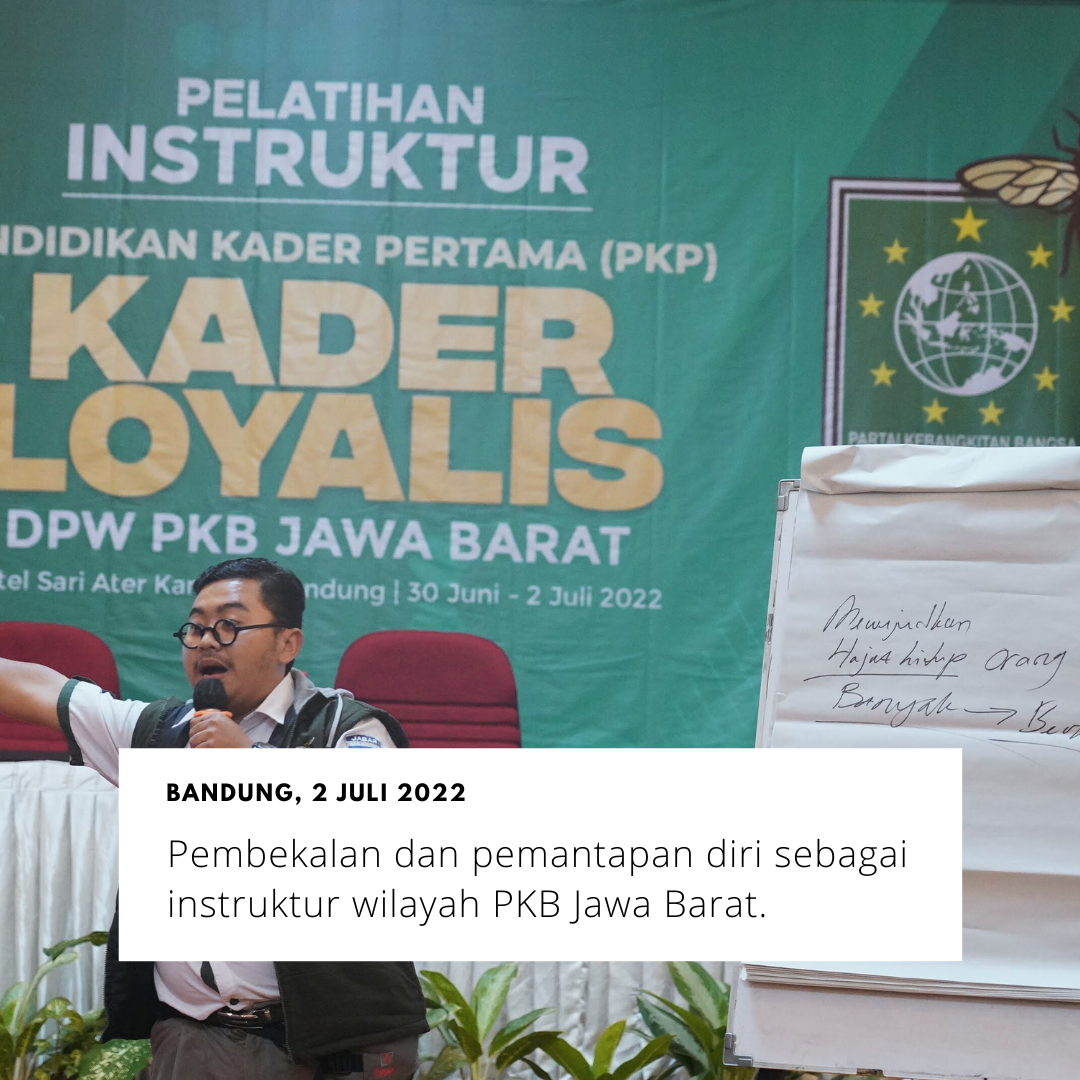 PELATIHAN
INSTRUKTUR
NDIDIKAN KADER PERTAMA (PKP)
KADER
LOYALIS
DPW PKB JAWA BARAT
tel Sari Ater Kam ndung | 30 Juni - 2 Juli 2022
PARTAI KEBANGKITAN BANGSA
Mewujudkan
Hajat hidup orang
Banyak →
JABAR
BANDUNG, 2 JULI 2022
Pembekalan dan pemantapan diri sebagai
instruktur wilayah PKB Jawa Barat.